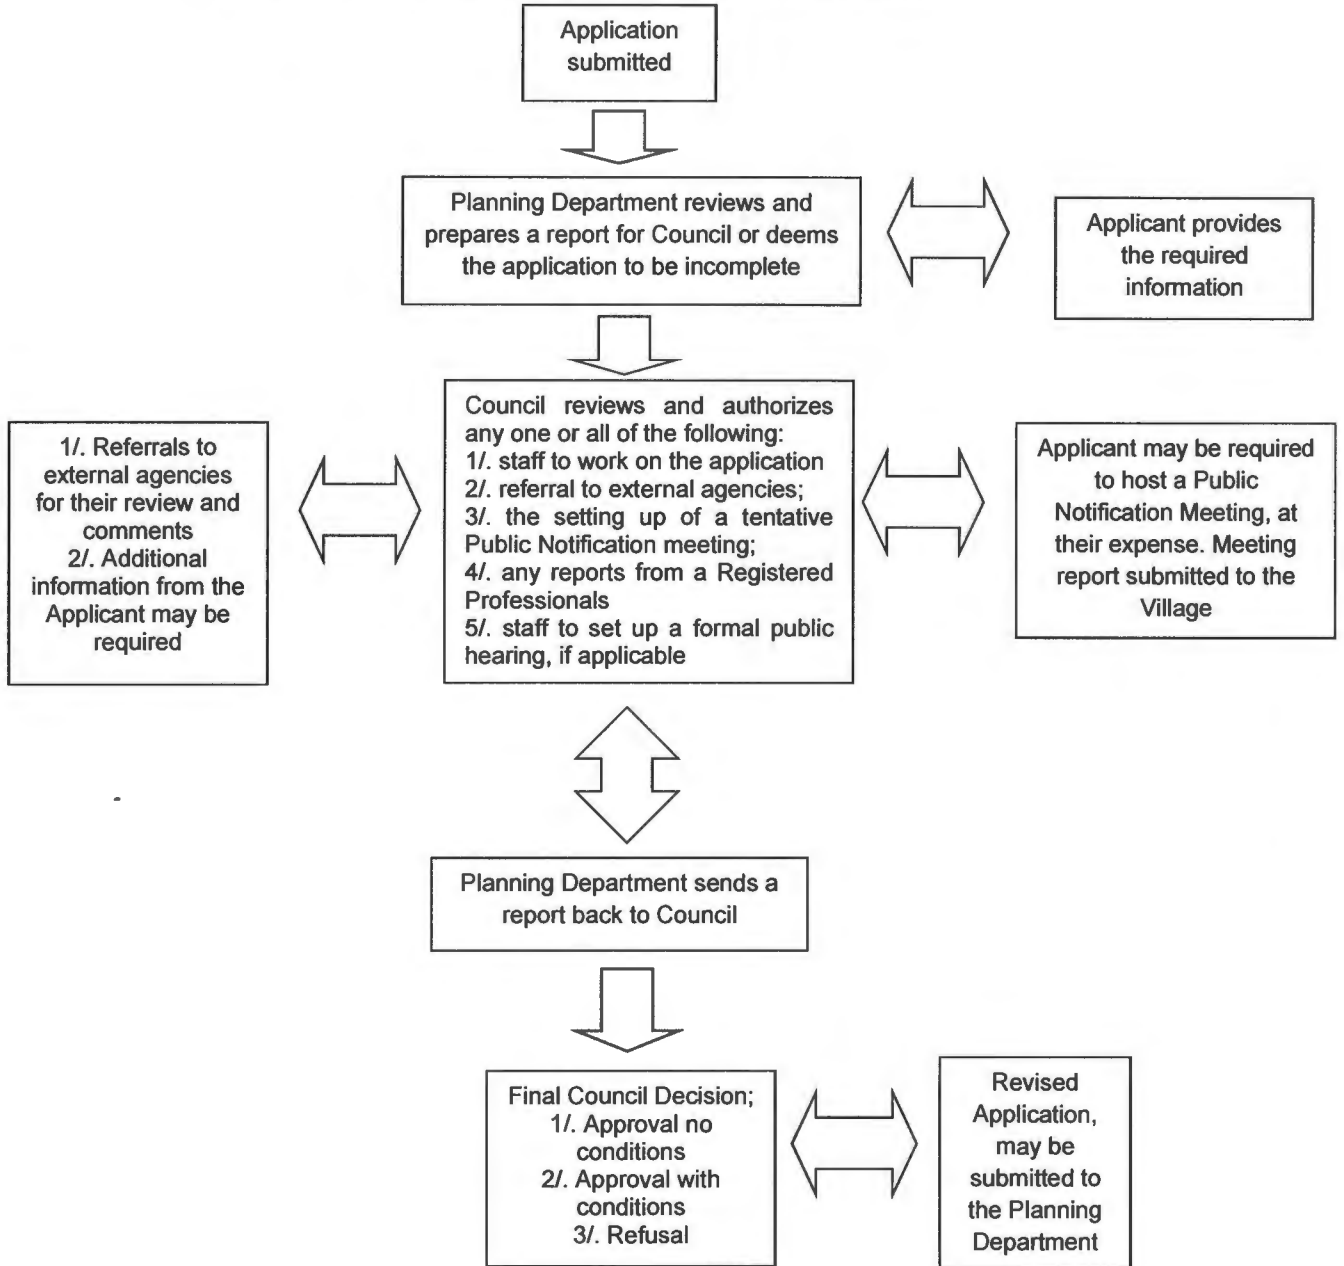 Application
submitted
Planning Department reviews and
prepares a report for Council or deems
the application to be incomplete
Applicant provides
the required
information
1/. Referrals to
external agencies
for their review and
comments
2/. Additional
information from the
Applicant may be
required
Council reviews and authorizes
any one or all of the following:
1/. staff to work on the application
2/. referral to external agencies;
3/. the setting up of a tentative
Public Notification meeting;
4/. any reports from a Registered
Professionals
5/. staff to set up a formal public
hearing, if applicable
Applicant may be required
to host a Public
Notification Meeting, at
their expense. Meeting
report submitted to the
Village
Planning Department sends a
report back to Council
Final Council Decision;
1/. Approval no
conditions
2/. Approval with
conditions
3/. Refusal
Revised
Application,
may be
submitted to
the Planning
Department